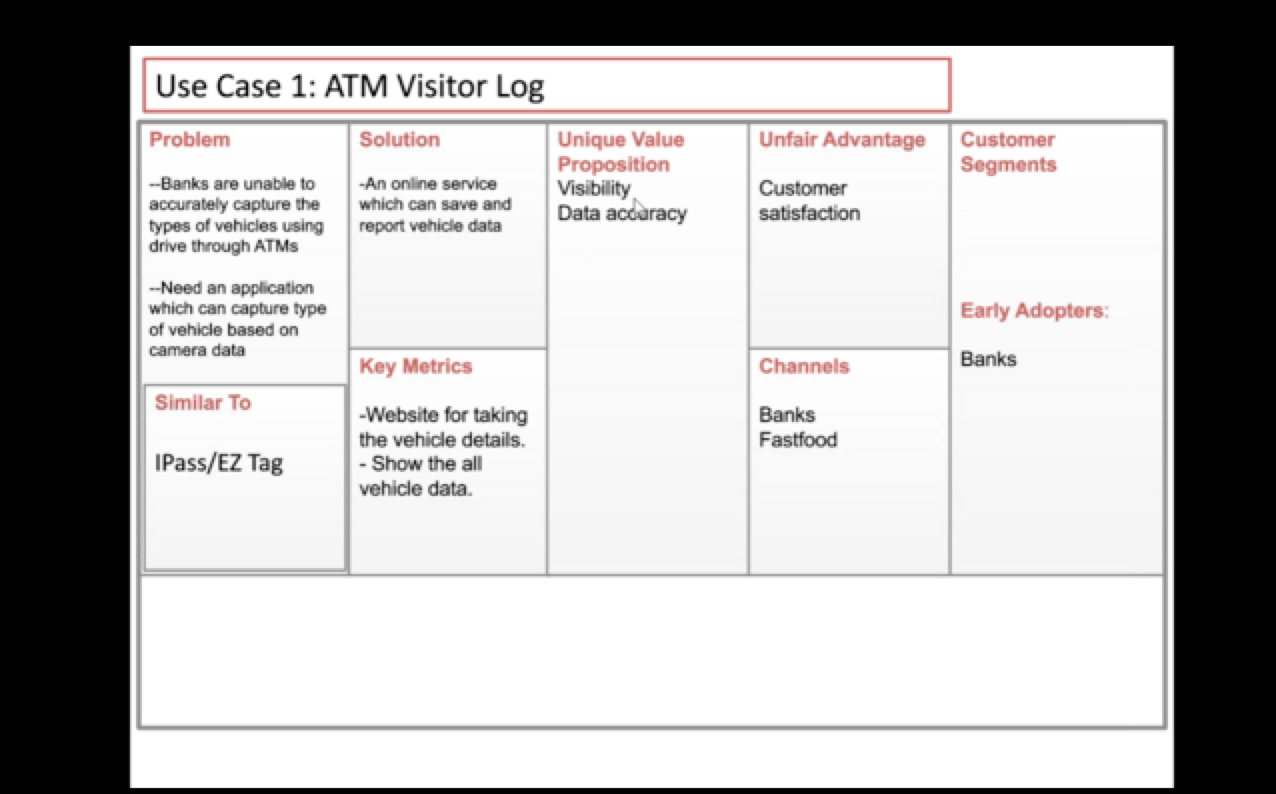 Use Case 1: ATM Visitor Log
Problem
--Banks are unable to
accurately capture the
types of vehicles using
drive through ATMs
--Need an application
which can capture type
of vehicle based on
camera data
Similar To
IPass/EZ Tag
Solution
-An online service
which can save and
report vehicle data
Key Metrics
-Website for taking
the vehicle details.
- Show the all
vehicle data.
Unique Value
Proposition
Visibility
Data accuracy
Unfair Advantage
Customer
satisfaction
Channels
Banks
Fastfood
Customer
Segments
Early Adopters:
Banks